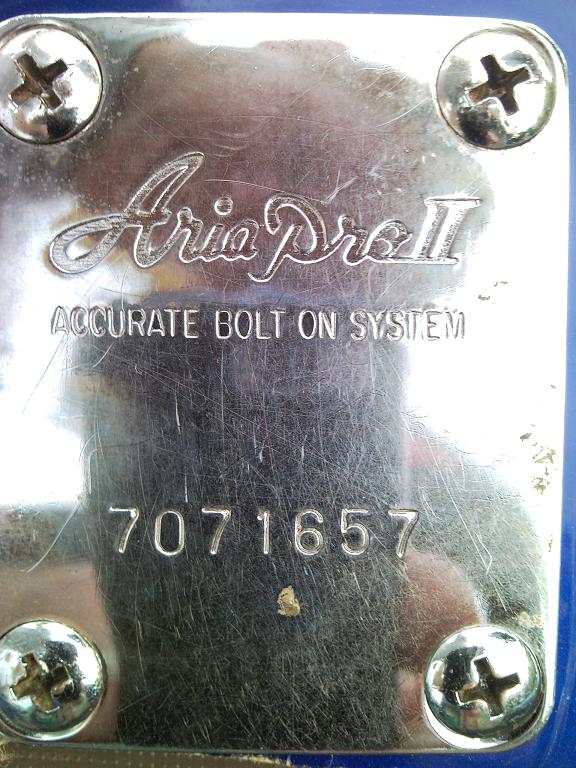 Aria Pro II
ACCURATE BOLT ON SYSTEM
7071657